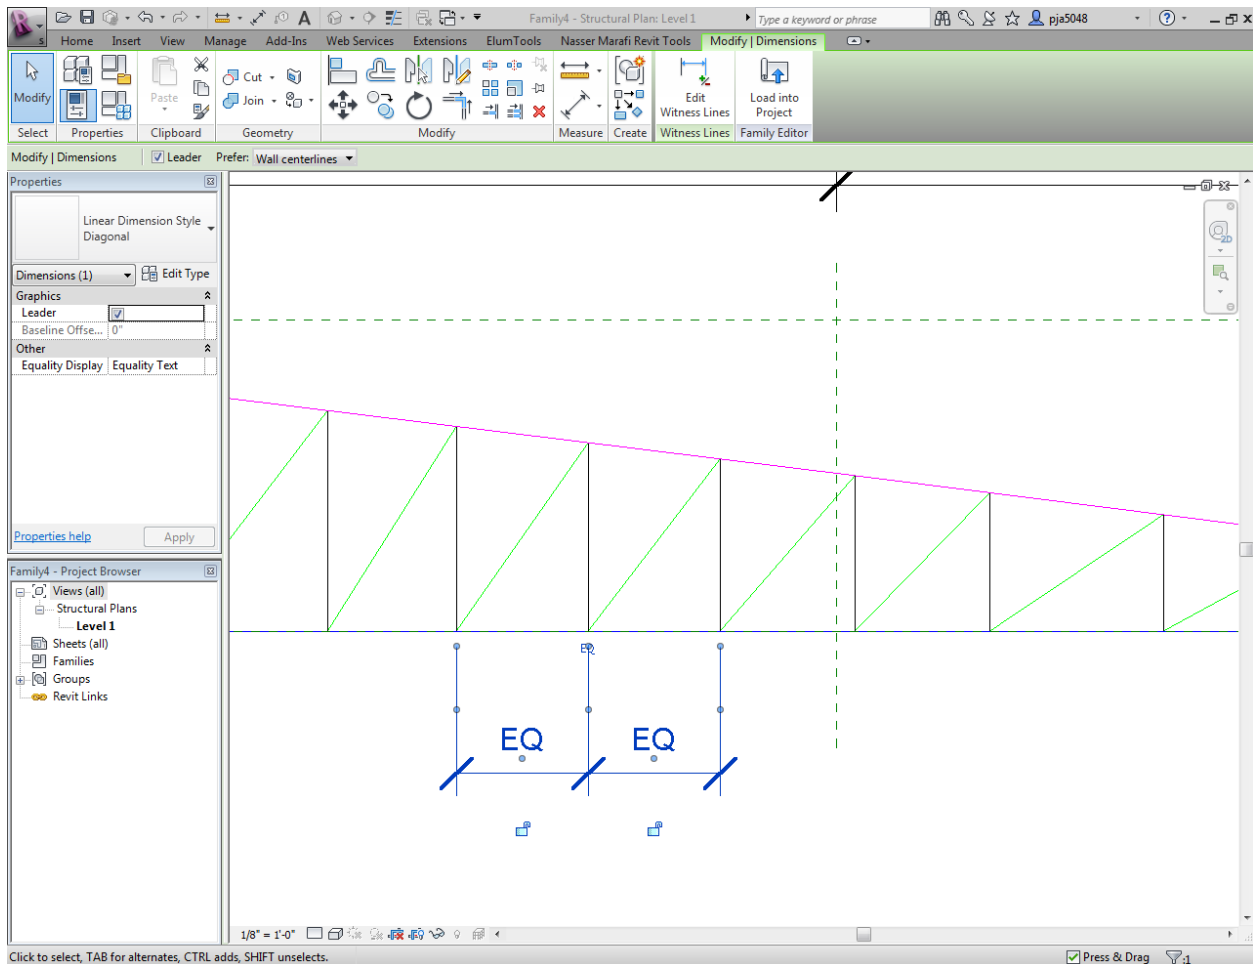 Family4 - Structural Plan: Level 1
Type a keyword or phrase
pja5048
Home Insert View Manage Add-Ins Web Services Extensions ElumTools Nasser Marafi Revit Tools Modify | Dimensions
Modify
Paste
Cut
Join
Edit
Witness Lines
Load into
Project
Select Properties Clipboard Geometry Modify Measure Create Witness Lines Family Editor
Modify | Dimensions Leader Prefer: Wall centerlines
Properties
Linear Dimension Style
Diagonal
Dimensions (1) Edit Type
Graphics
Leader
Baseline Offse... 0"
Other
Equality Display Equality Text
Properties help Apply
Family4 - Project Browser
Views (all)
Structural Plans
Level 1
Sheets (all)
Families
Groups
Revit Links
2D
EQ
EQ EQ
1/8" = 1'-0"
Click to select, TAB for alternates, CTRL adds, SHIFT unselects.
Press & Drag :1